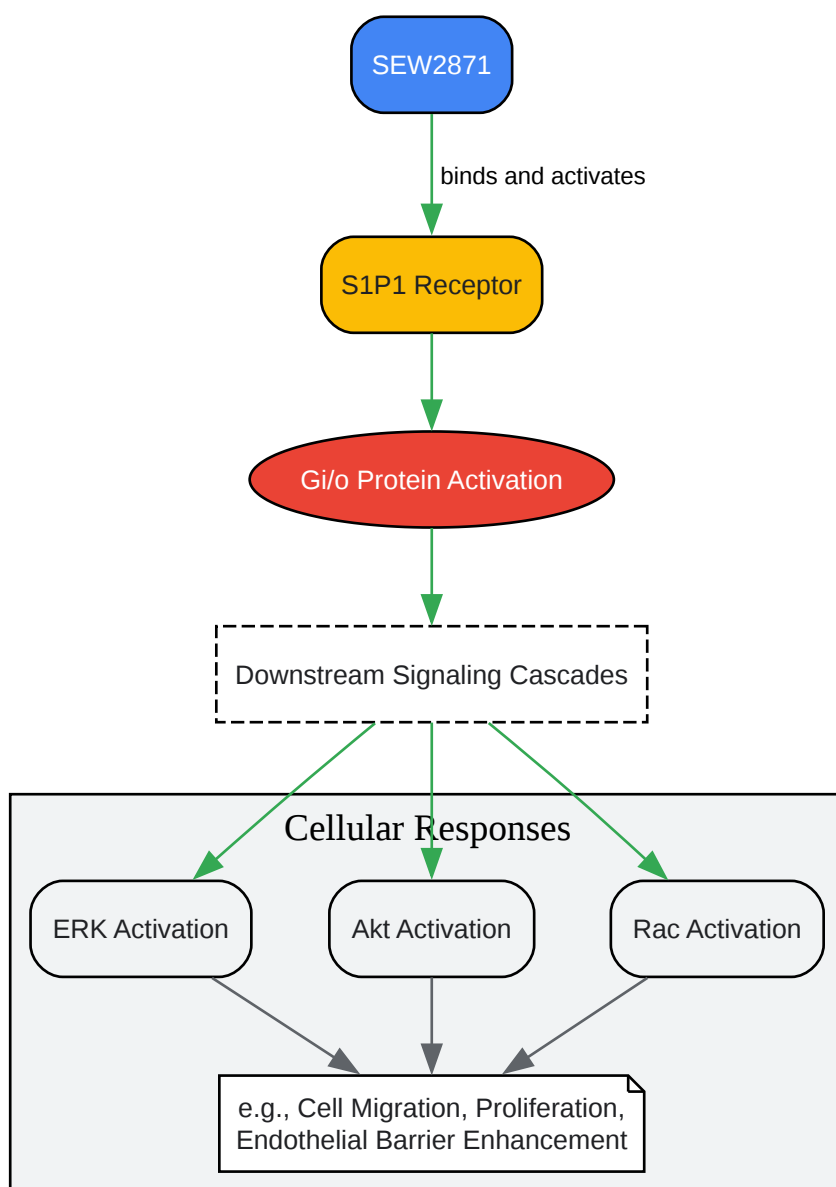 SEW2871
binds and activates
S1P1 Receptor
Gi/o Protein Activation
Downstream Signaling Cascades
Cellular Responses
ERK Activation
Akt Activation
Rac Activation
e.g., Cell Migration, Proliferation,
Endothelial Barrier Enhancement